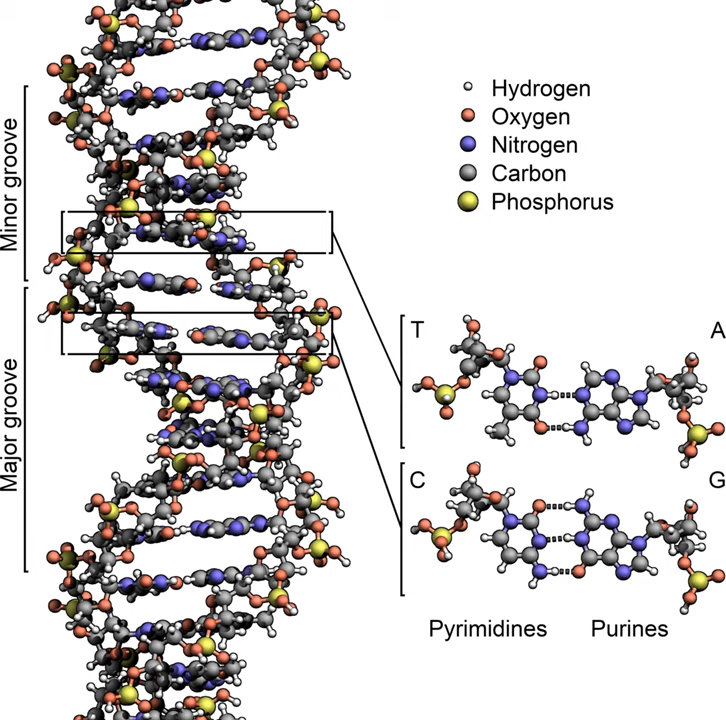 Hydrogen
Oxygen
Nitrogen
Carbon
Phosphorus
Minor groove
Major groove
T
A
C
G
Pyrimidines
Purines